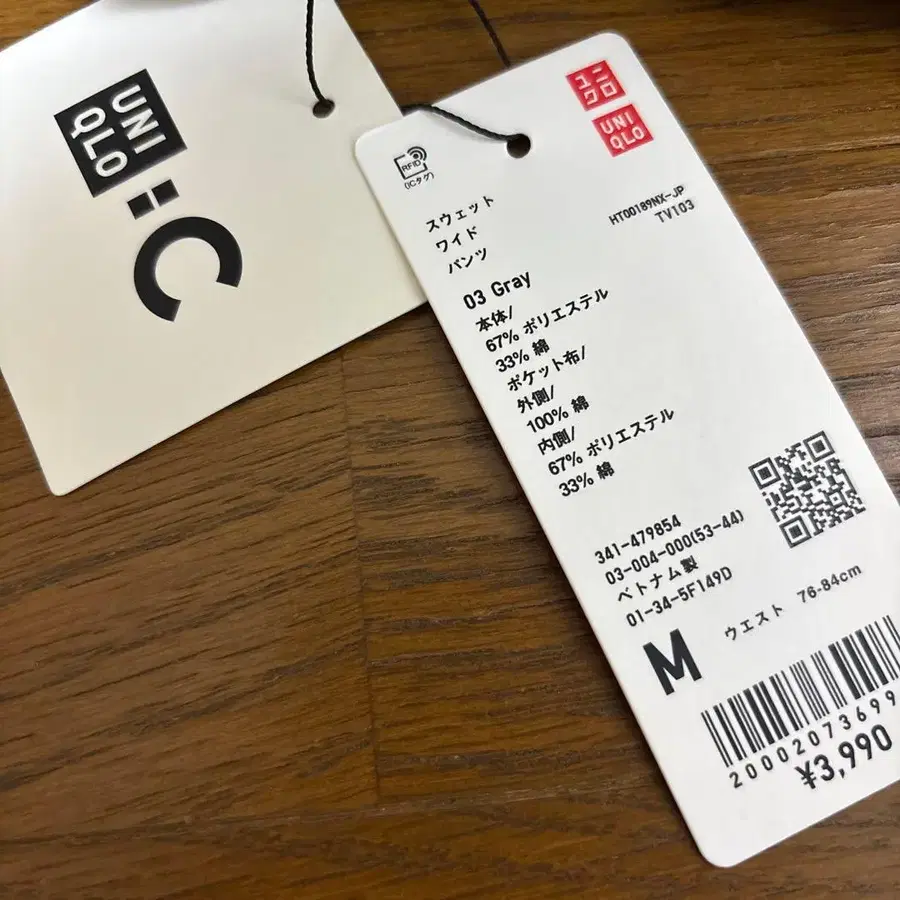 UNI
QLO
:C
ユニ
クロ
UNI
QLO
RFID
(ICタグ)
HT00189NX-JP
TV103
スウェット
ワイド
パンツ
03 Gray
本体/
67% ポリエステル
33% 綿
ポケット布/
外側/
100% 綿
内側/
67% ポリエステル
33% 綿
341-479854
03-004-000(53-44)
ベトナム製
01-34-5F149D
M ウエスト 76-84cm
20002073699
¥3,990